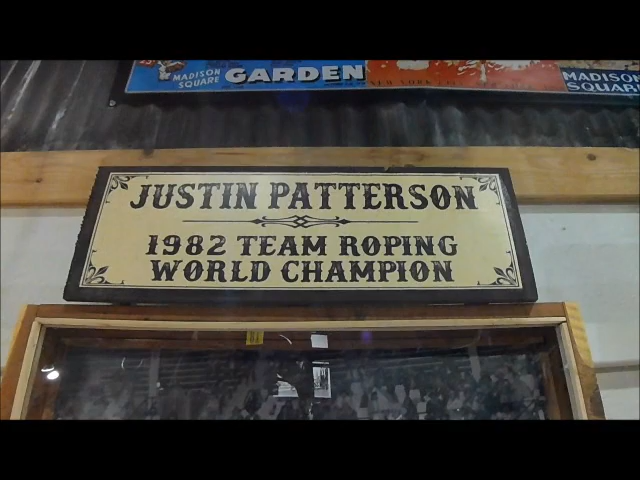 MADISON
SQUARE GARDEN
MADISON
SQUARE
JUSTIN PATTERSON
1982 TEAM ROPING
WORLD CHAMPION